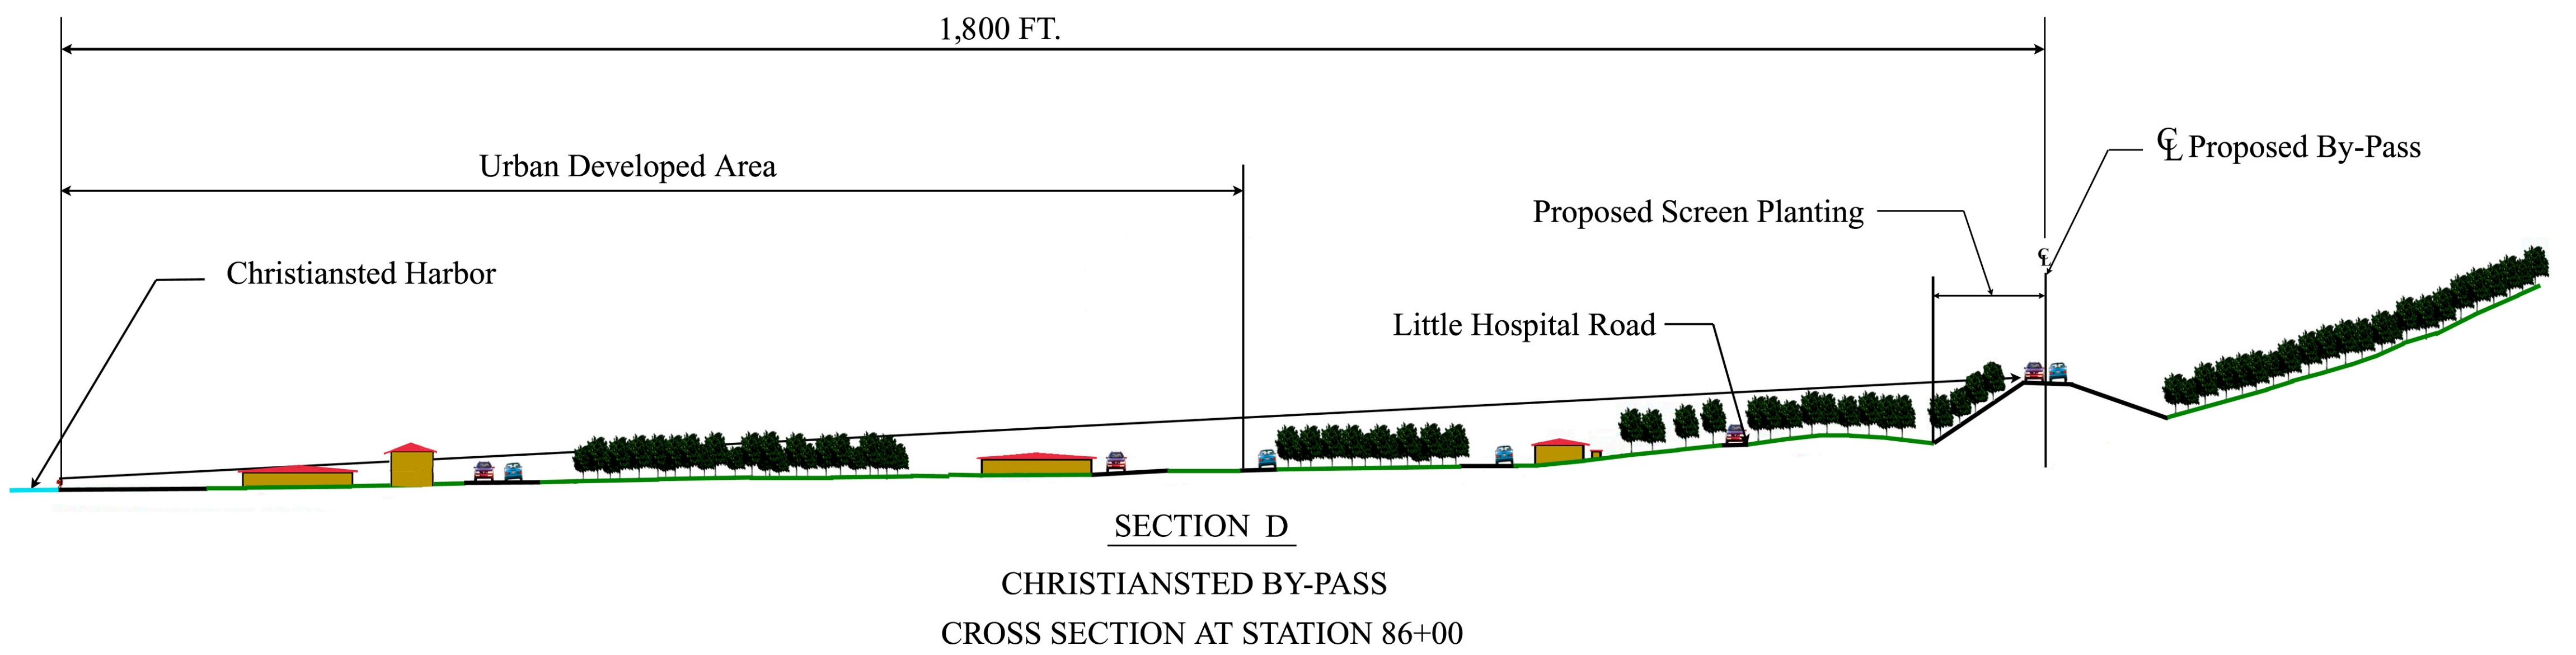 1,800 FT.
Urban Developed Area
℄ Proposed By-Pass
Proposed Screen Planting
℄
Christiansted Harbor
Little Hospital Road
SECTION D
CHRISTIANSTED BY-PASS
CROSS SECTION AT STATION 86+00